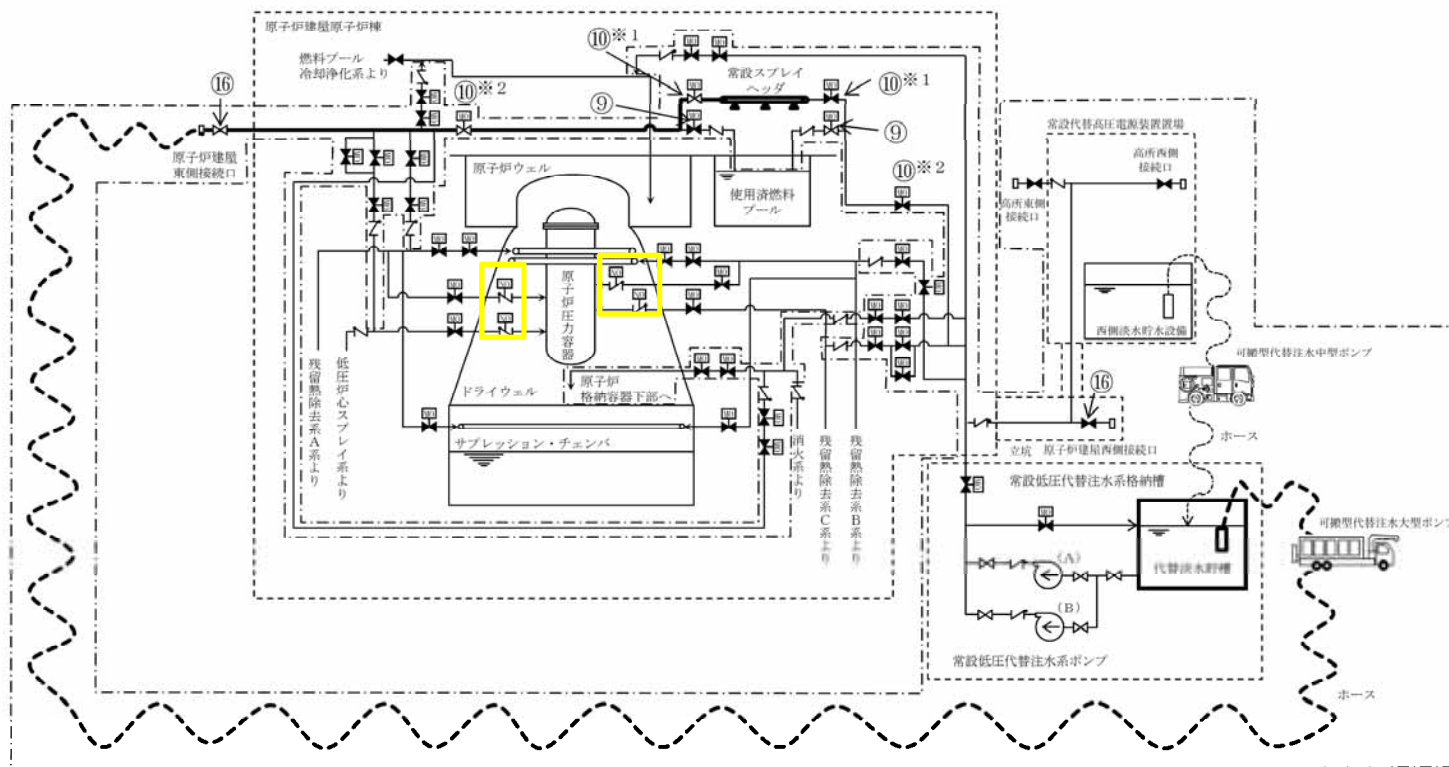 原子炉建屋原子炉棟
燃料プール
冷却浄化系より
⑯
⑩※2
⑩※1
常設スプレイ
ヘッダ
⑩※1
⑨
⑨
⑩※2
原子炉建屋
東側接続口
原子炉ウェル
使用済燃料
プール
常設代替高圧電源装置置場
高所西側
接続口
高所東側
接続口
西側淡水貯水設備
可搬型代替注水中型ポンプ
原子炉圧力容器
ドライウェル
原子炉
格納容器下部へ
サプレッション・チェンバ
残留熱除去系A系より
低圧炉心スプレイ系より
消火系より
残留熱除去系C系より
残留熱除去系B系より
⑯
立坑
原子炉建屋西側接続口
ホース
常設低圧代替注水系格納槽
可搬型代替注水大型ポンプ
代替淡水貯槽
(A)
(B)
常設低圧代替注水系ポンプ
ホース